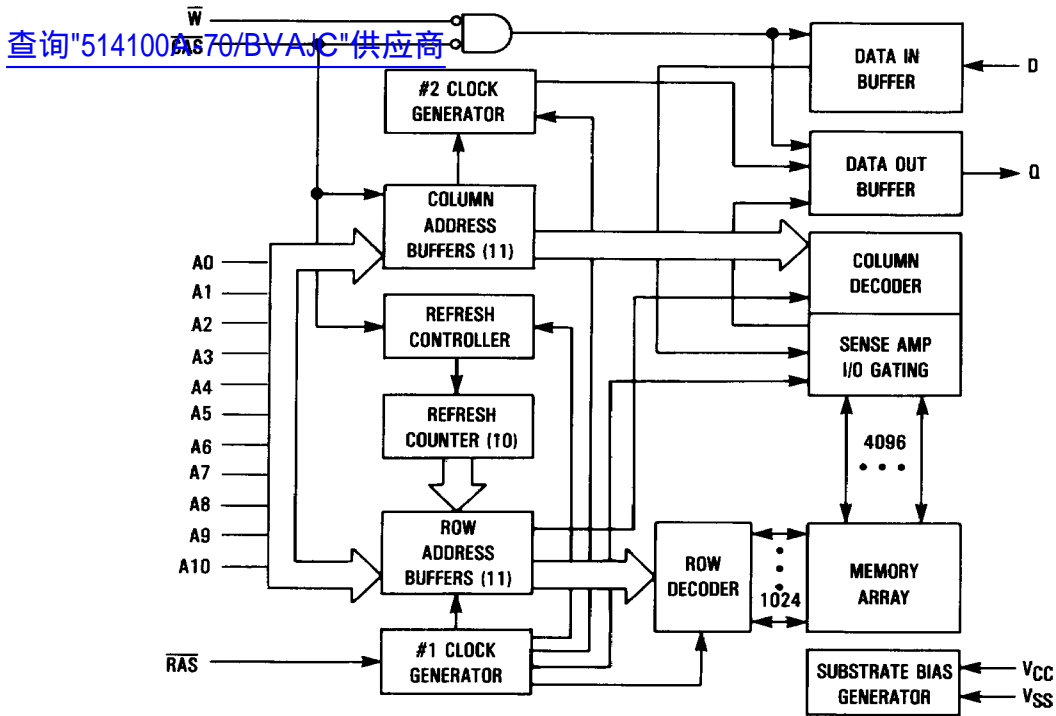 W
CAS
查询"514100A-70/BVAJC"供应商
#2 CLOCK
GENERATOR
DATA IN
BUFFER
D
DATA OUT
BUFFER
Q
COLUMN
ADDRESS
BUFFERS (11)
COLUMN
DECODER
A0
A1
A2
A3
A4
A5
A6
A7
A8
A9
A10
REFRESH
CONTROLLER
SENSE AMP
I/O GATING
REFRESH
COUNTER (10)
4096
• • •
ROW
ADDRESS
BUFFERS (11)
ROW
DECODER
1024
MEMORY
ARRAY
RAS
#1 CLOCK
GENERATOR
SUBSTRATE BIAS
GENERATOR
VCC
VSS